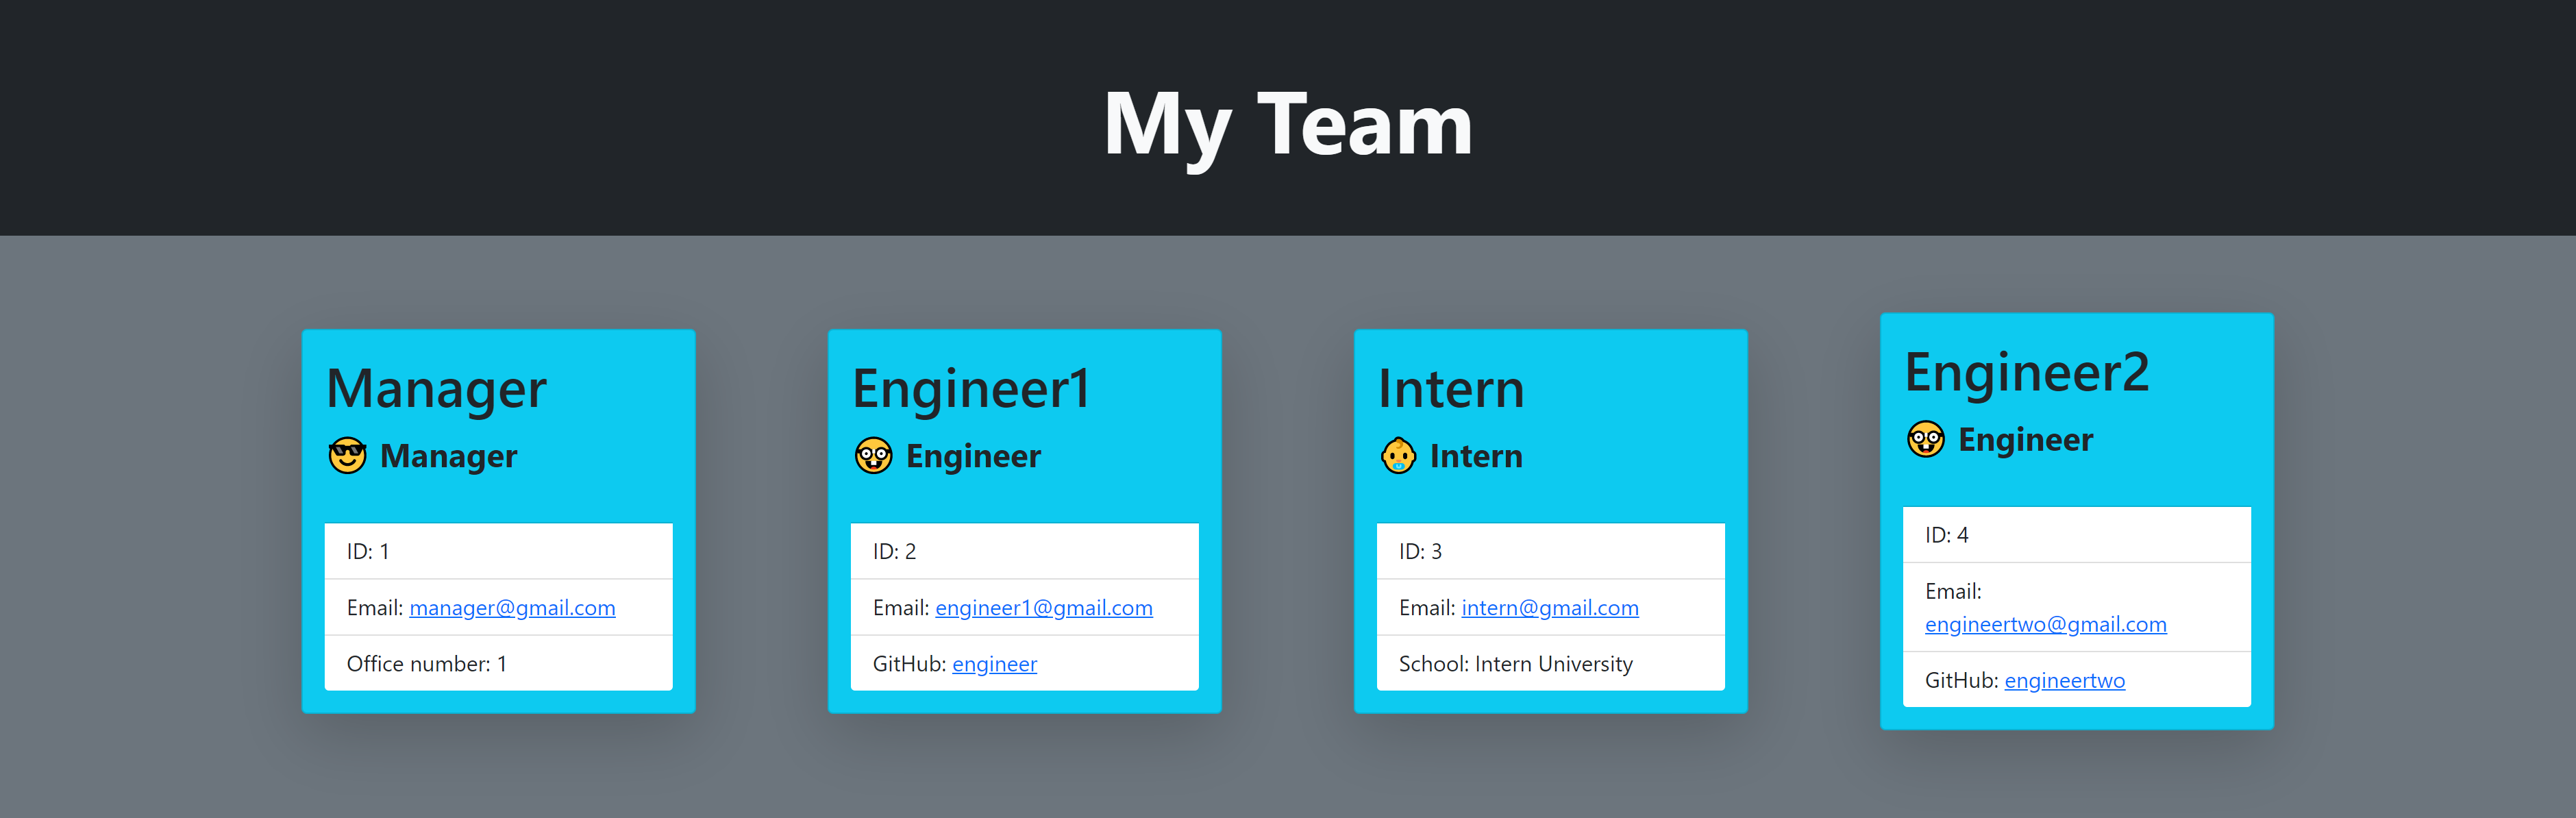 My Team
Manager
😎 Manager
ID: 1
Email: manager@gmail.com
Office number: 1
Engineer1
🤓 Engineer
ID: 2
Email: engineer1@gmail.com
GitHub: engineer
Intern
👶 Intern
ID: 3
Email: intern@gmail.com
School: Intern University
Engineer2
🤓 Engineer
ID: 4
Email:
engineertwo@gmail.com
GitHub: engineertwo